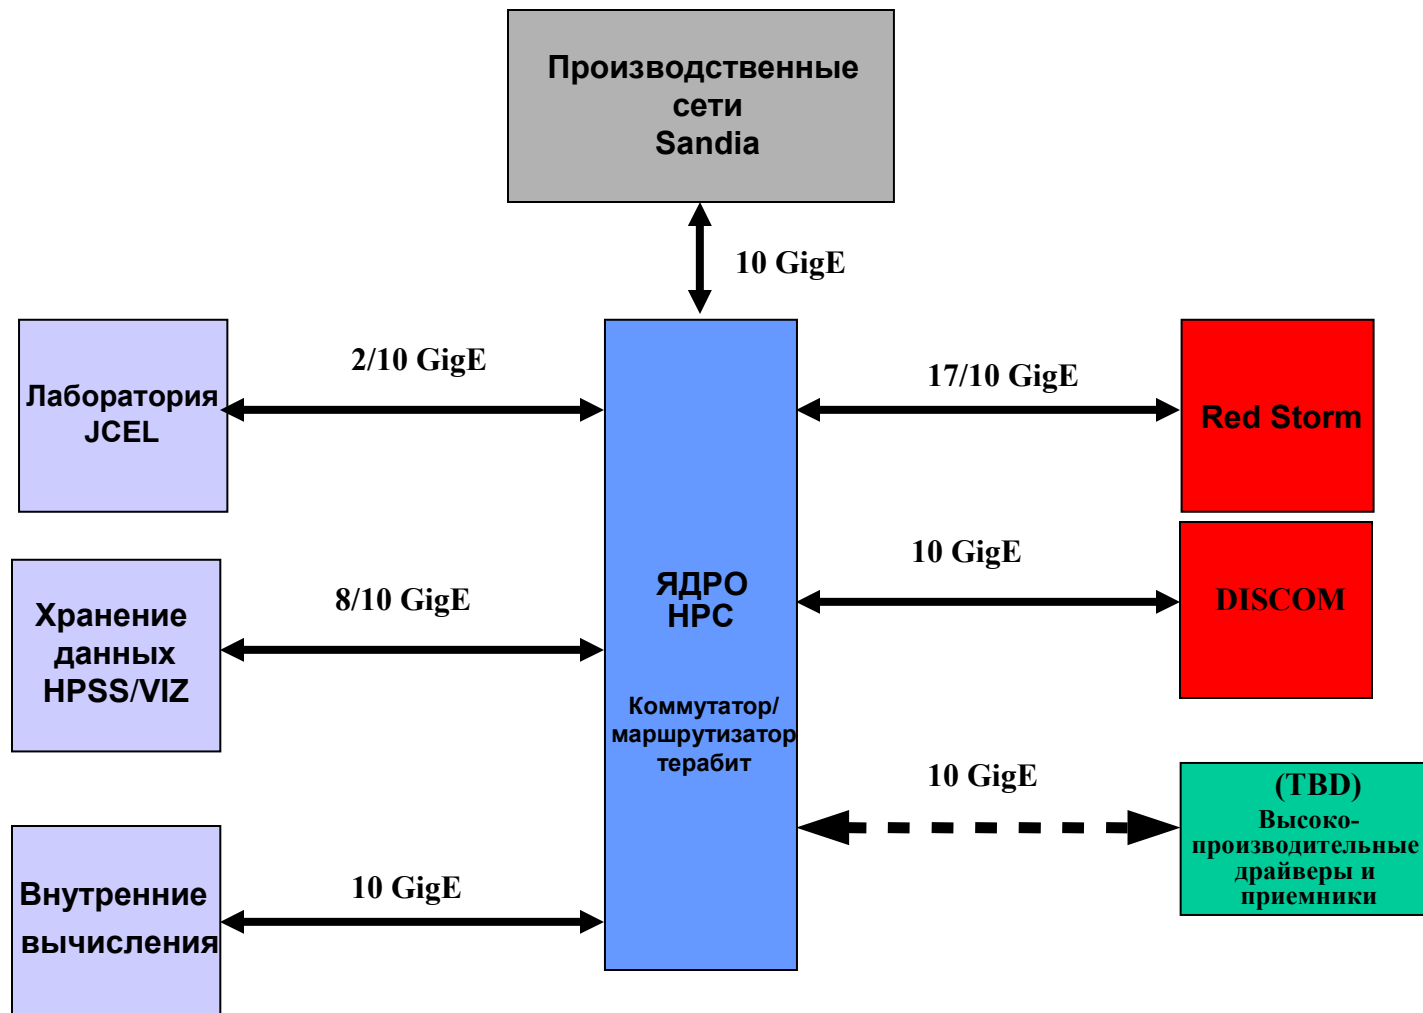 Производственные
сети
Sandia
10 GigE
2/10 GigE
17/10 GigE
Лаборатория
JCEL
Red Storm
8/10 GigE
10 GigE
Хранение
данных
HPSS/VIZ
ЯДРО
HPC
Коммутатор/
маршрутизатор
терабит
DISCOM
10 GigE
10 GigE
(TBD)
Высоко-
производительные
драйверы и
приемники
Внутренние
вычисления